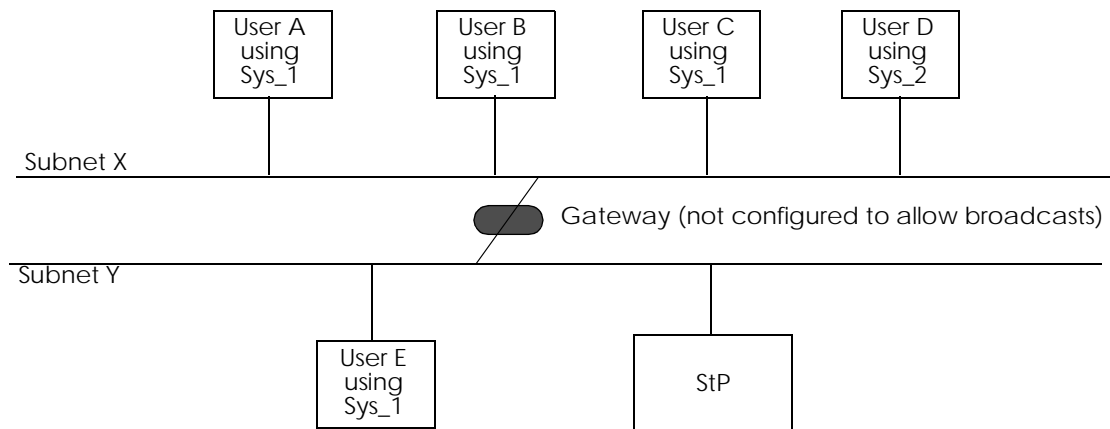 User A
using
Sys_1
User B
using
Sys_1
User C
using
Sys_1
User D
using
Sys_2
Subnet X
Gateway (not configured to allow broadcasts)
Subnet Y
User E
using
Sys_1
StP